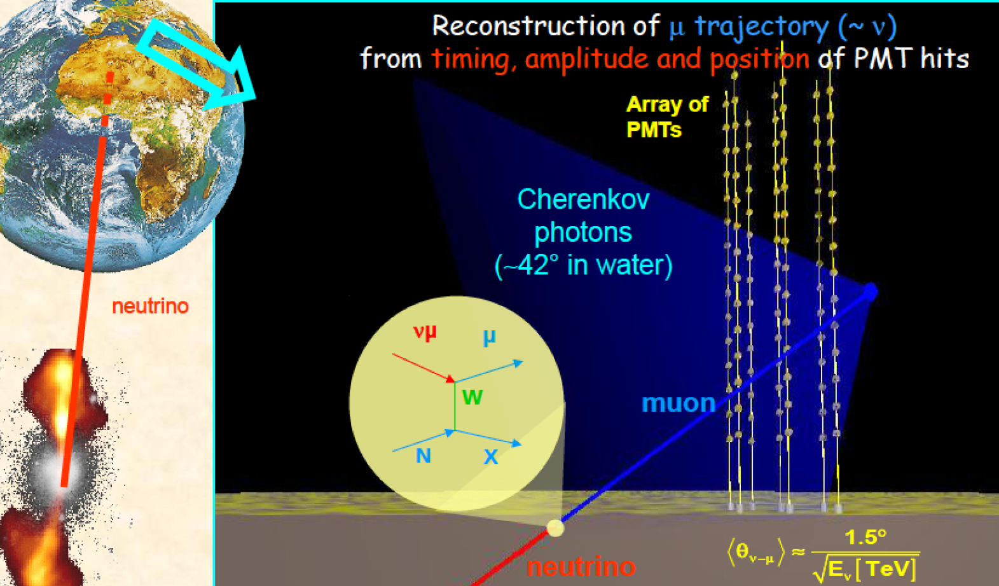 Reconstruction of μ trajectory (~ ν)
from timing, amplitude and position of PMT hits
Array of
PMTs
Cherenkov
photons
(~42° in water)
neutrino
νμ μ
W
N X
muon
neutrino
⟨θν−μ⟩ ≈ 1.5° / √Eν [TeV]